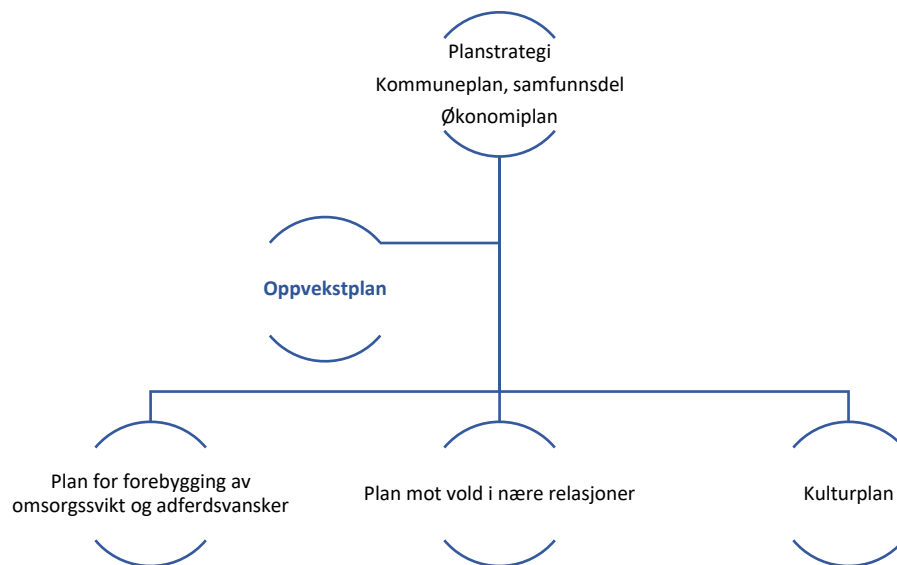 Planstrategi
Kommuneplan, samfunnsdel
Økonomiplan
Oppvekstplan
Plan for forebygging av
omsorgssvikt og adferdsvansker
Plan mot vold i nære relasjoner
Kulturplan